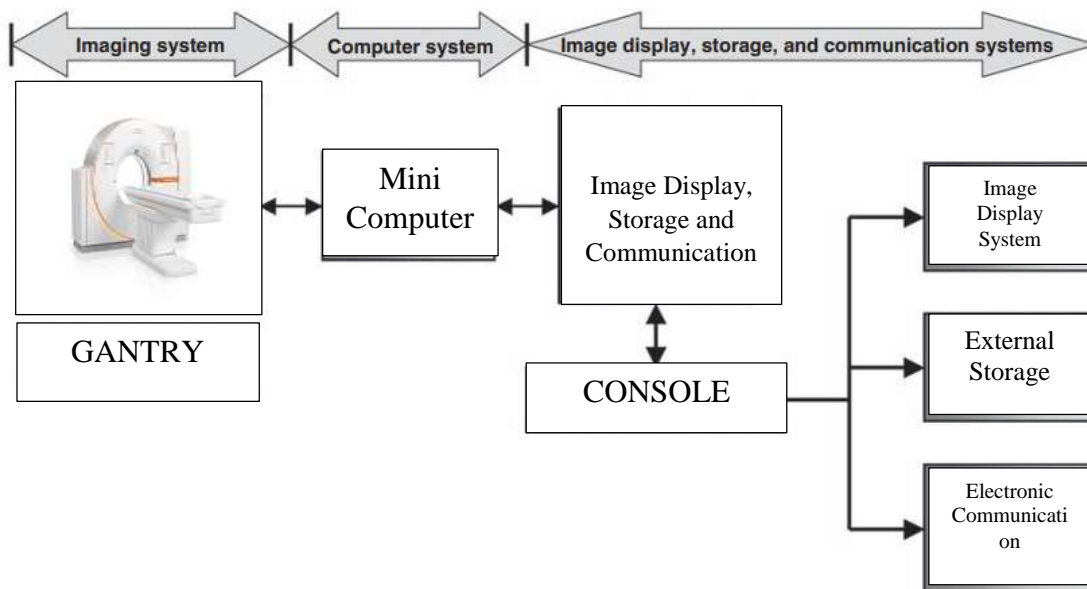 Imaging system
Computer system
Image display, storage, and communication systems
GANTRY
Mini
Computer
Image Display,
Storage and
Communication
CONSOLE
Image
Display
System
External
Storage
Electronic
Communicati
on